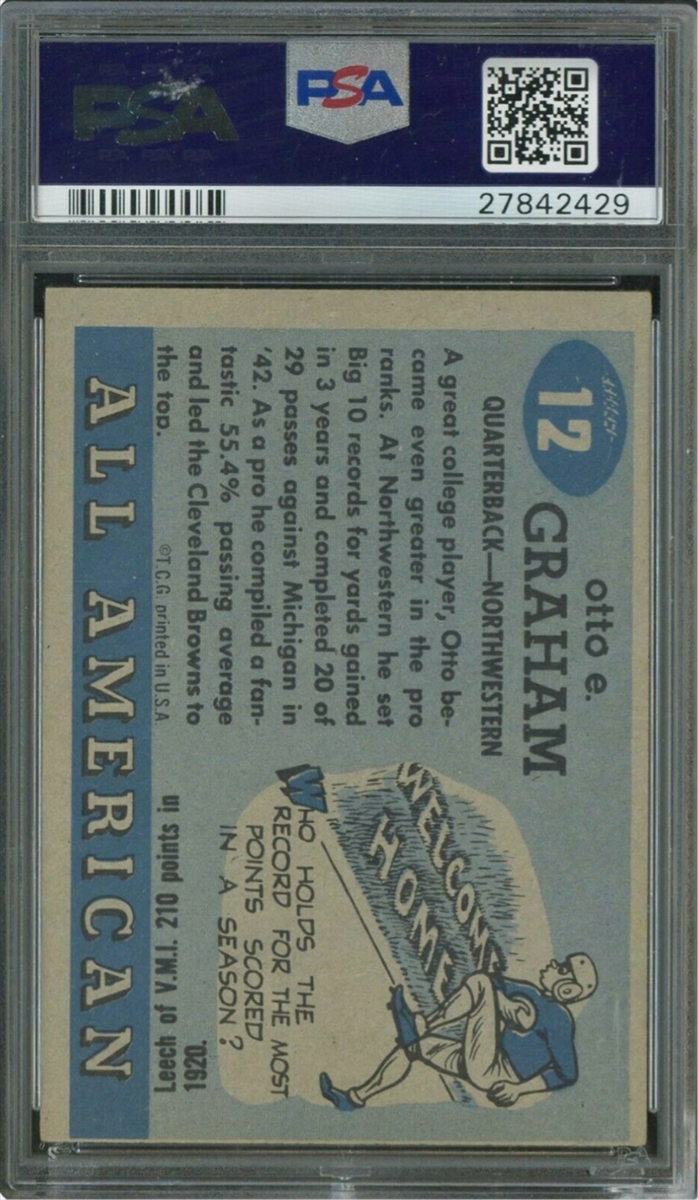 PSA
PSA
PSA PSA PSA
27842429
12
otto e.
GRAHAM
QUARTERBACK—NORTHWESTERN
A great college player, Otto be-
came even greater in the pro
ranks. At Northwestern he set
Big 10 records for yards gained
in 3 years and completed 20 of
29 passes against Michigan in
'42. As a pro he compiled a fan-
tastic 55.4% passing average
and led the Cleveland Browns to
the top.
©T.C.G. printed in U.S.A.
WELCOME
HOME
WHO HOLDS THE
RECORD FOR THE MOST
POINTS SCORED
IN A SEASON?
Leech of V.M.I. 210 points in
1920.
ALL AMERICAN